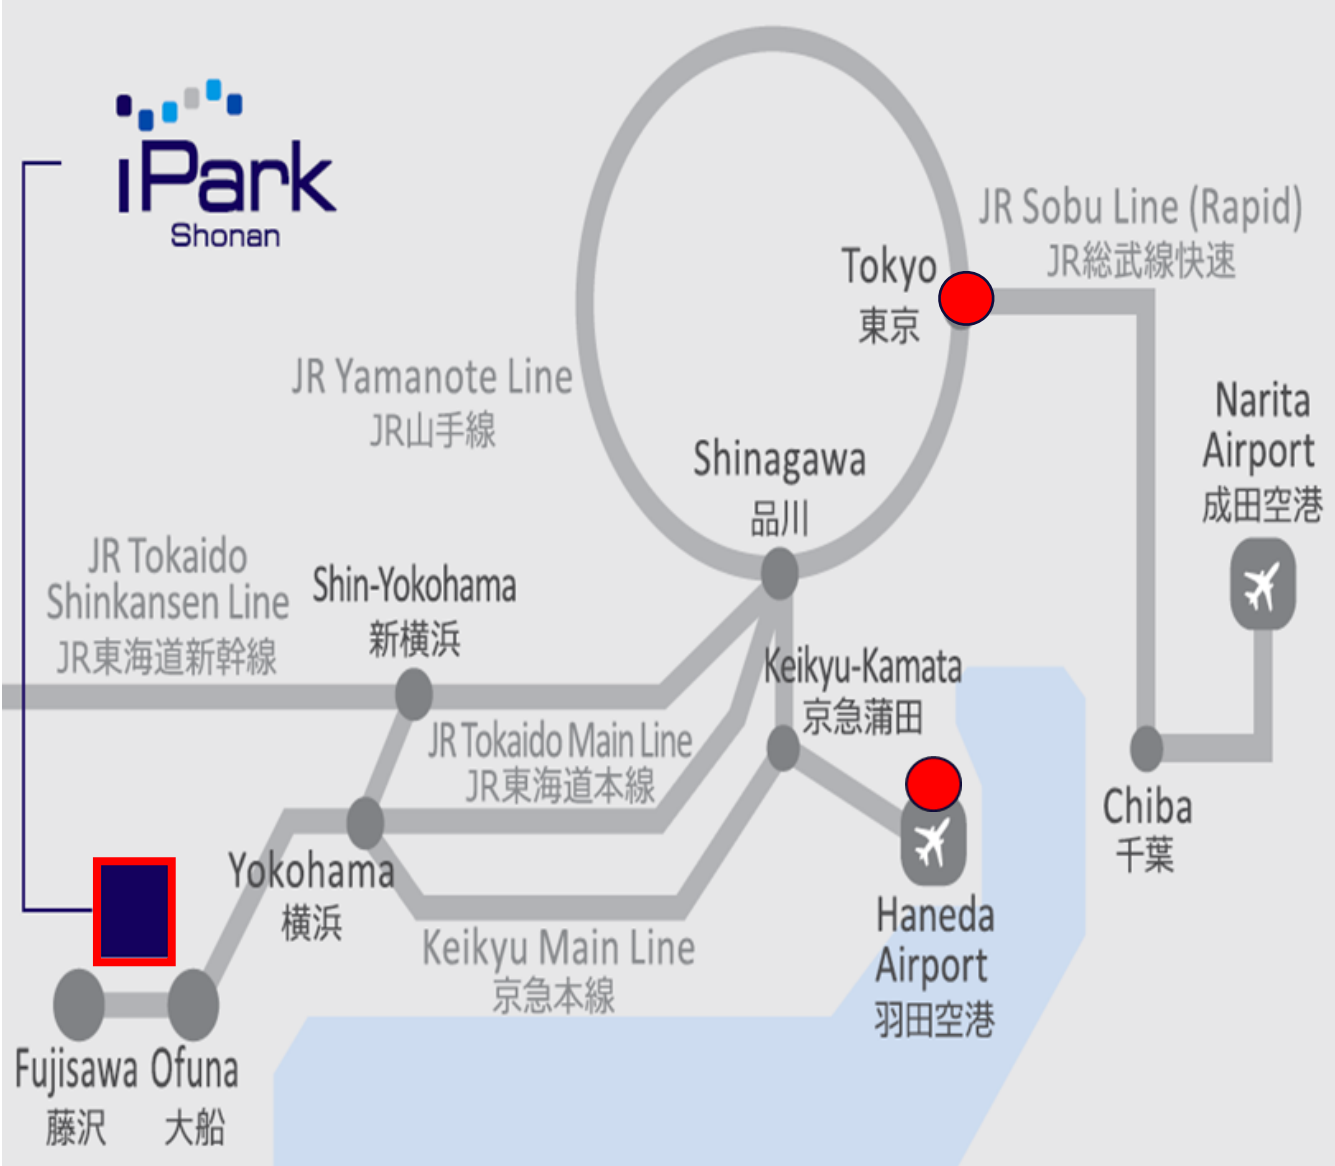 iPark
Shonan
JR Sobu Line (Rapid)
JR総武線快速
Tokyo
東京
JR Yamanote Line
JR山手線
Narita
Airport
成田空港
Shinagawa
品川
JR Tokaido
Shinkansen Line
JR東海道新幹線
Shin-Yokohama
新横浜
Keikyu-Kamata
京急蒲田
JR Tokaido Main Line
JR東海道本線
Chiba
千葉
Yokohama
横浜
Haneda
Airport
羽田空港
Keikyu Main Line
京急本線
Fujisawa
藤沢
Ofuna
大船